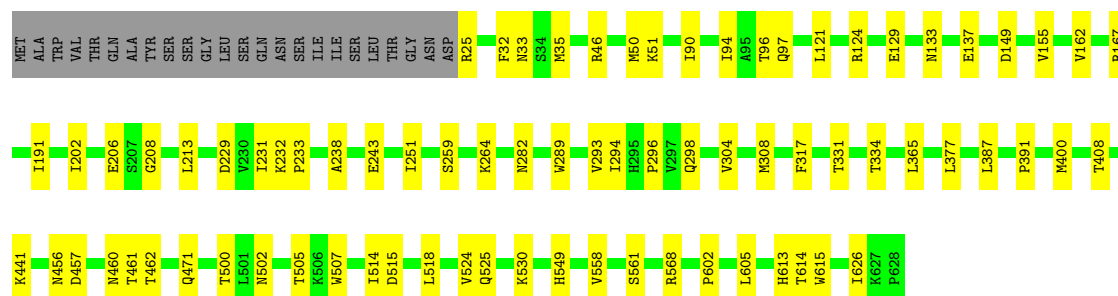 MET ALA TRP VAL THR GLN ALA TYR SER SER GLY LEU SER GLN ASN SER ILE ILE SER LEU THR GLY ASN ASP R25 F32 N33 S34 M35 R46 M50 K51 I90 I94 A95 T96 Q97 L121 R124 E129 N133 E137 D149 V155 V162 R167
I191 I202 E206 S207 G208 L213 D229 V230 I231 K232 P233 A238 E243 I251 S259 K264 N282 W289 V293 I294 H295 P296 V297 Q298 V304 M308 F317 T331 T334 L365 L377 L387 P391 M400 T408
K441 N456 D457 N460 T461 T462 Q471 T500 L501 N502 T505 K506 W507 I514 D515 L518 V524 Q525 K530 H549 V558 S561 R568 P602 L605 H613 T614 W615 I626 K627 P628